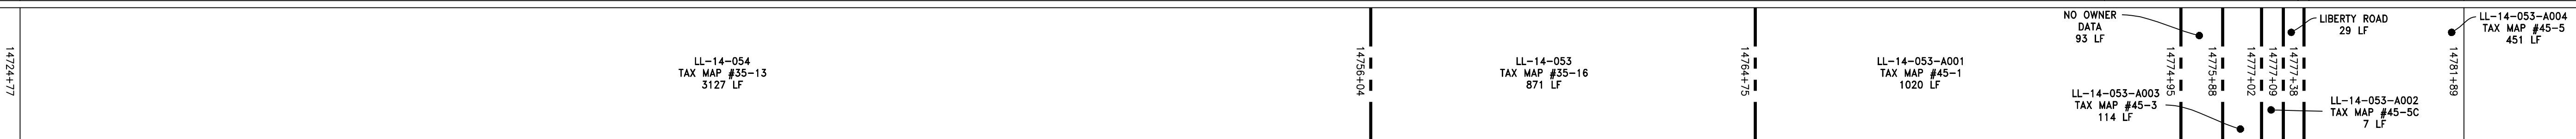 14724+77
LL-14-054
TAX MAP #35-13
3127 LF
14756+04
LL-14-053
TAX MAP #35-16
871 LF
14764+75
LL-14-053-A001
TAX MAP #45-1
1020 LF
NO OWNER
DATA
93 LF
LL-14-053-A003
TAX MAP #45-3
114 LF
14774+95
14775+88
14777+02
14777+09
14777+38
LIBERTY ROAD
29 LF
LL-14-053-A002
TAX MAP #45-5C
7 LF
14781+89
LL-14-053-A004
TAX MAP #45-5
451 LF